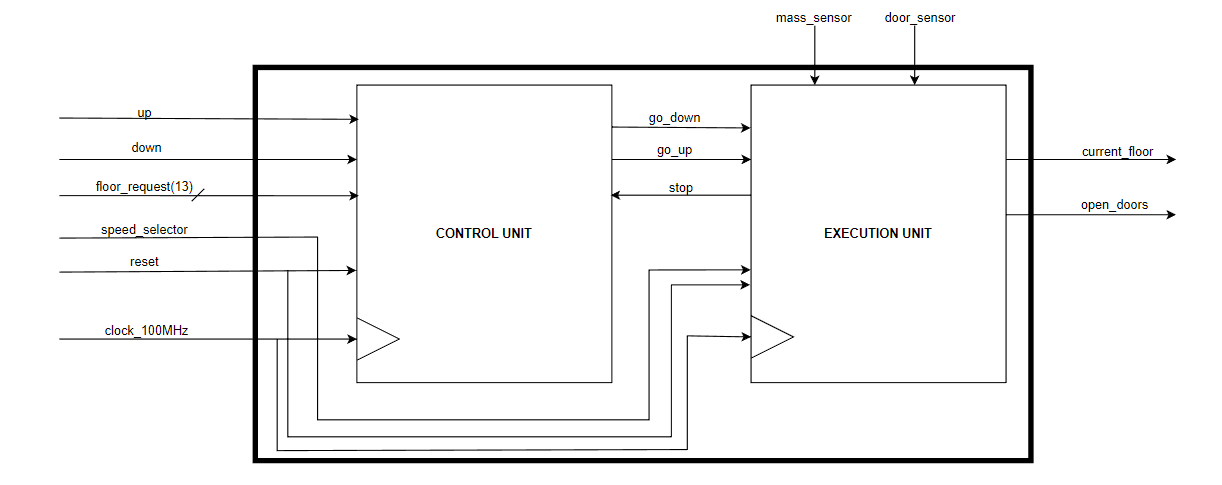 mass_sensor
door_sensor
up
go_down
down
go_up
current_floor
floor_request(13)
stop
open_doors
speed_selector
CONTROL UNIT
EXECUTION UNIT
reset
clock_100MHz